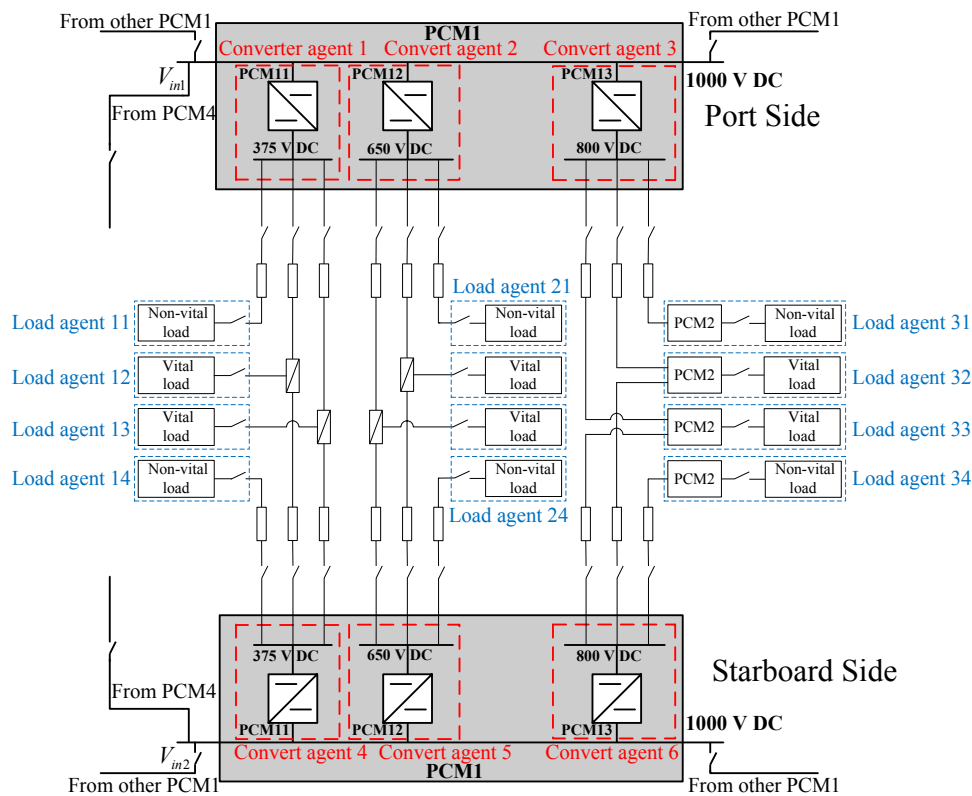 From other PCM1
PCM1
From other PCM1
Converter agent 1
Convert agent 2
Convert agent 3
V_in1
PCM11
PCM12
PCM13
1000 V DC
From PCM4
Port Side
375 V DC
650 V DC
800 V DC
Load agent 21
Load agent 11
Non-vital
load
Non-vital
load
PCM2
Non-vital
load
Load agent 31
Load agent 12
Vital
load
Vital
load
PCM2
Vital
load
Load agent 32
Load agent 13
Vital
load
Vital
load
PCM2
Vital
load
Load agent 33
Load agent 14
Non-vital
load
Non-vital
load
PCM2
Non-vital
load
Load agent 34
Load agent 24
375 V DC
650 V DC
800 V DC
Starboard Side
From PCM4
PCM11
PCM12
PCM13
1000 V DC
V_in2
Convert agent 4
Convert agent 5
Convert agent 6
From other PCM1
PCM1
From other PCM1